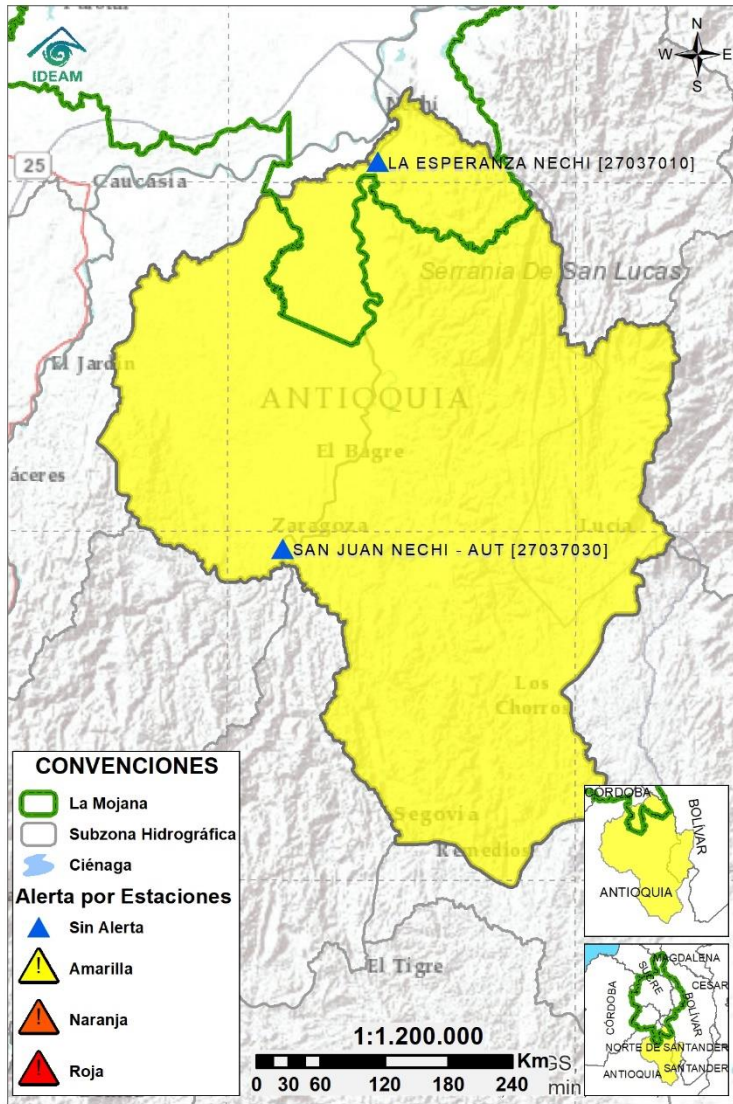 IDEAM
N
W E
S
Nechí
LA ESPERANZA NECHI [27037010]
25
Caucasia
Serranía De San Lucas
El Jardín
ANTIOQUIA
El Bagre
áceres
Zaragoza
Lucía
SAN JUAN NECHI - AUT [27037030]
Los
Chorros
Segovia
Remedios
El Tigre
CONVENCIONES
La Mojana
Subzona Hidrográfica
Ciénaga
Alerta por Estaciones
Sin Alerta
Amarilla
Naranja
Roja
1:1.200.000
Km
GS,
min
0 30 60 120 180 240
CÓRDOBA
BOLÍVAR
ANTIOQUIA
MAGDALENA
SUCRE
CESAR
CÓRDOBA
BOLÍVAR
NORTE DE SANTANDER
ANTIOQUIA
SANTANDER